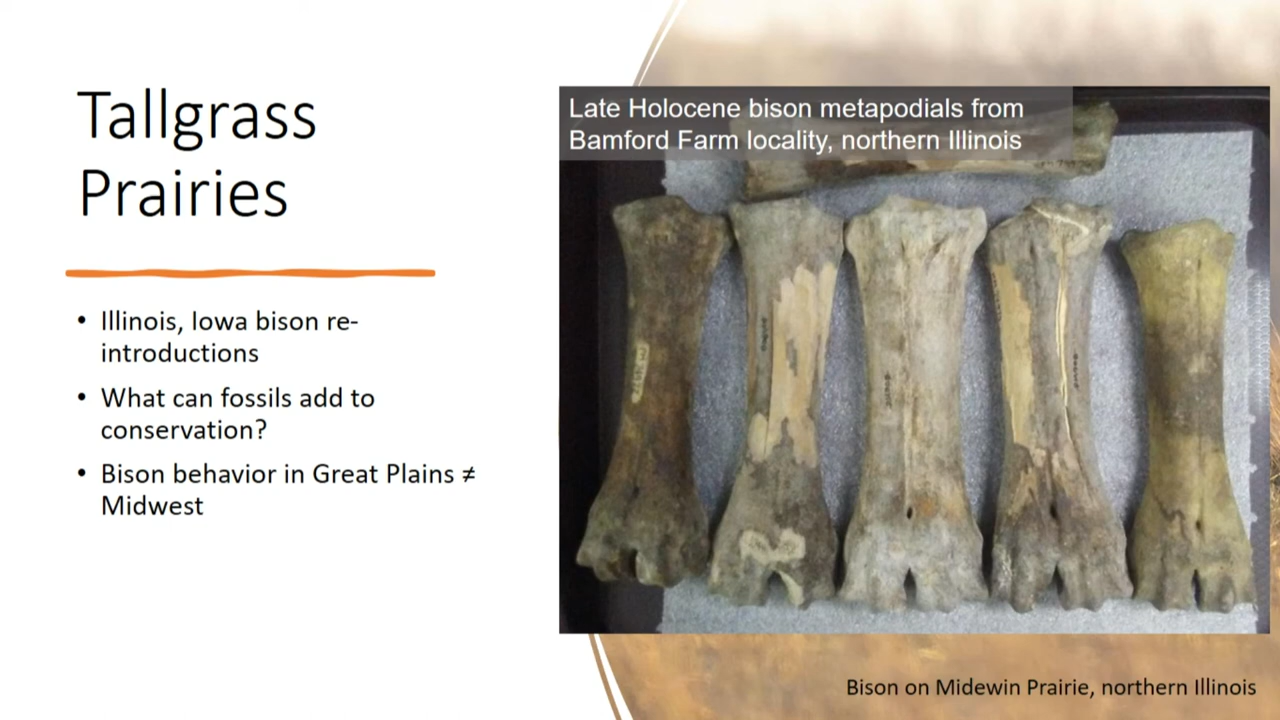 Tallgrass
Prairies
• Illinois, Iowa bison re-
introductions
• What can fossils add to
conservation?
• Bison behavior in Great Plains ≠
Midwest
Late Holocene bison metapodials from
Bamford Farm locality, northern Illinois
Bison on Midewin Prairie, northern Illinois